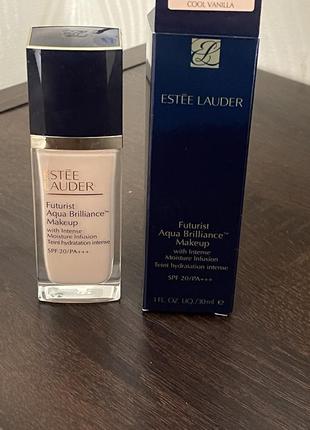 COOL VANILLA
ESTĒE LAUDER
Futurist
Aqua Brilliance™
Makeup
with Intense
Moisture Infusion
Teint hydratation intense
SPF 20/PA+++
1 FL. OZ. LIQ./30ml ℮
ESTĒE
LAUDER
Futurist
Aqua Brilliance™
Makeup
with Intense
Moisture Infusion
Teint hydratation intense
SPF 20/PA+++